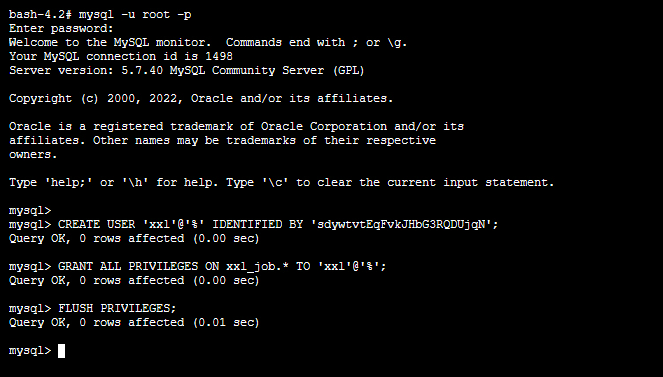 bash-4.2# mysql -u root -p
Enter password:
Welcome to the MySQL monitor.  Commands end with ; or \g.
Your MySQL connection id is 1498
Server version: 5.7.40 MySQL Community Server (GPL)
Copyright (c) 2000, 2022, Oracle and/or its affiliates.
Oracle is a registered trademark of Oracle Corporation and/or its
affiliates. Other names may be trademarks of their respective
owners.
Type 'help;' or '\h' for help. Type '\c' to clear the current input statement.
mysql>
mysql> CREATE USER 'xxl'@'%' IDENTIFIED BY 'sdywtvtEqFvkJHbG3RQDUjqN';
Query OK, 0 rows affected (0.00 sec)
mysql> GRANT ALL PRIVILEGES ON xxl_job.* TO 'xxl'@'%';
Query OK, 0 rows affected (0.00 sec)
mysql> FLUSH PRIVILEGES;
Query OK, 0 rows affected (0.01 sec)
mysql>